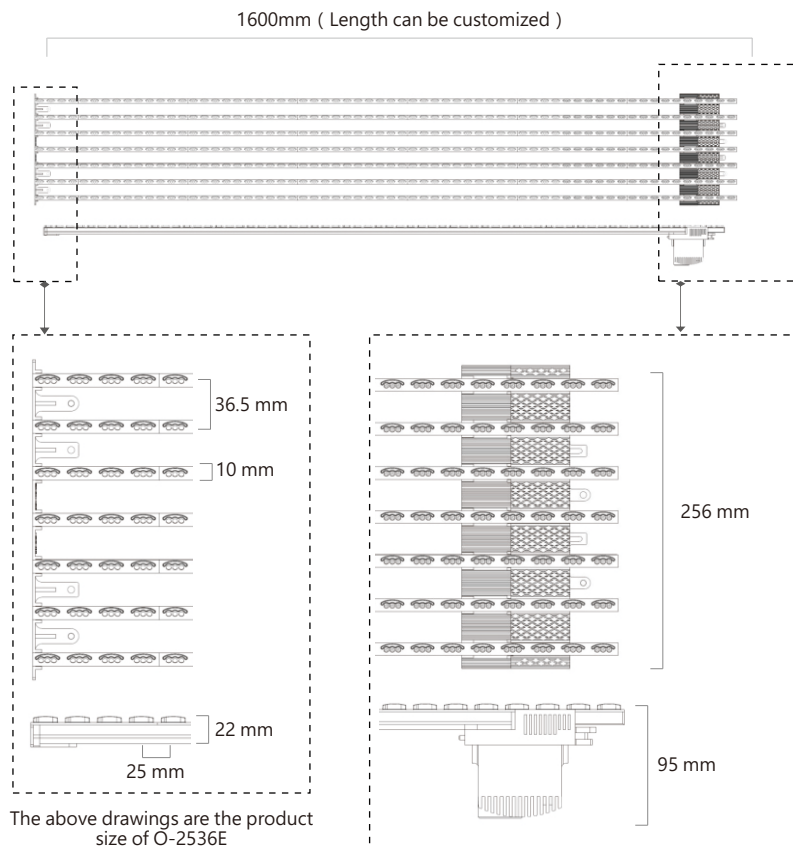 1600mm ( Length can be customized )
36.5 mm
10 mm
22 mm
25 mm
The above drawings are the product
size of O-2536E
256 mm
95 mm